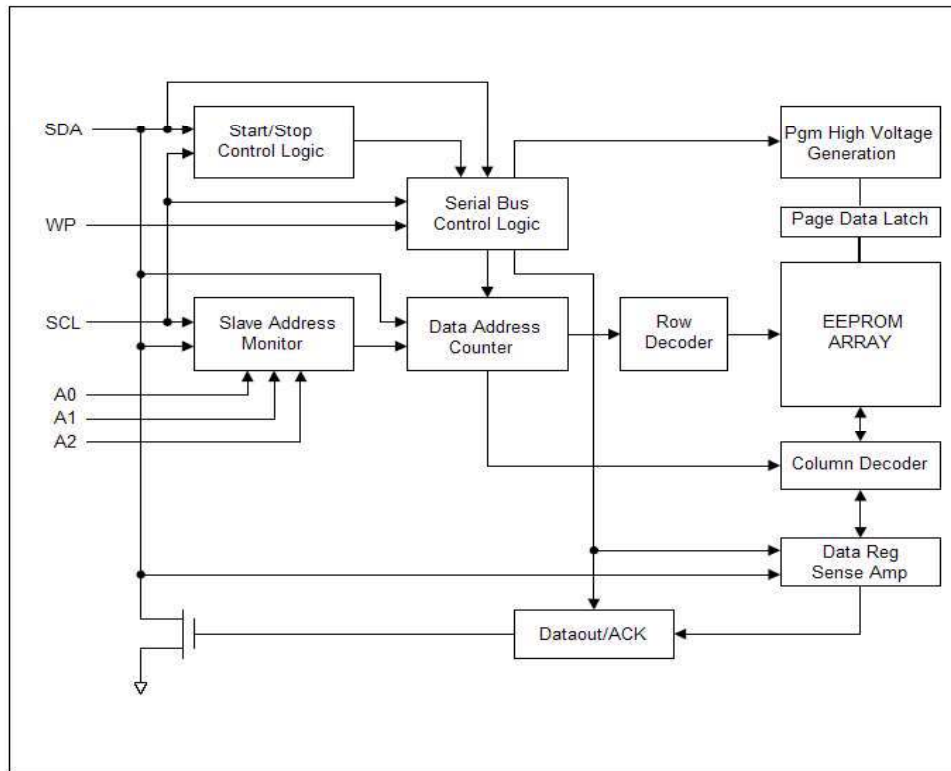 SDA
Start/Stop
Control Logic
Pgm High Voltage
Generation
WP
Serial Bus
Control Logic
Page Data Latch
SCL
Slave Address
Monitor
Data Address
Counter
Row
Decoder
EEPROM
ARRAY
A0
A1
A2
Column Decoder
Data Reg
Sense Amp
Dataout/ACK